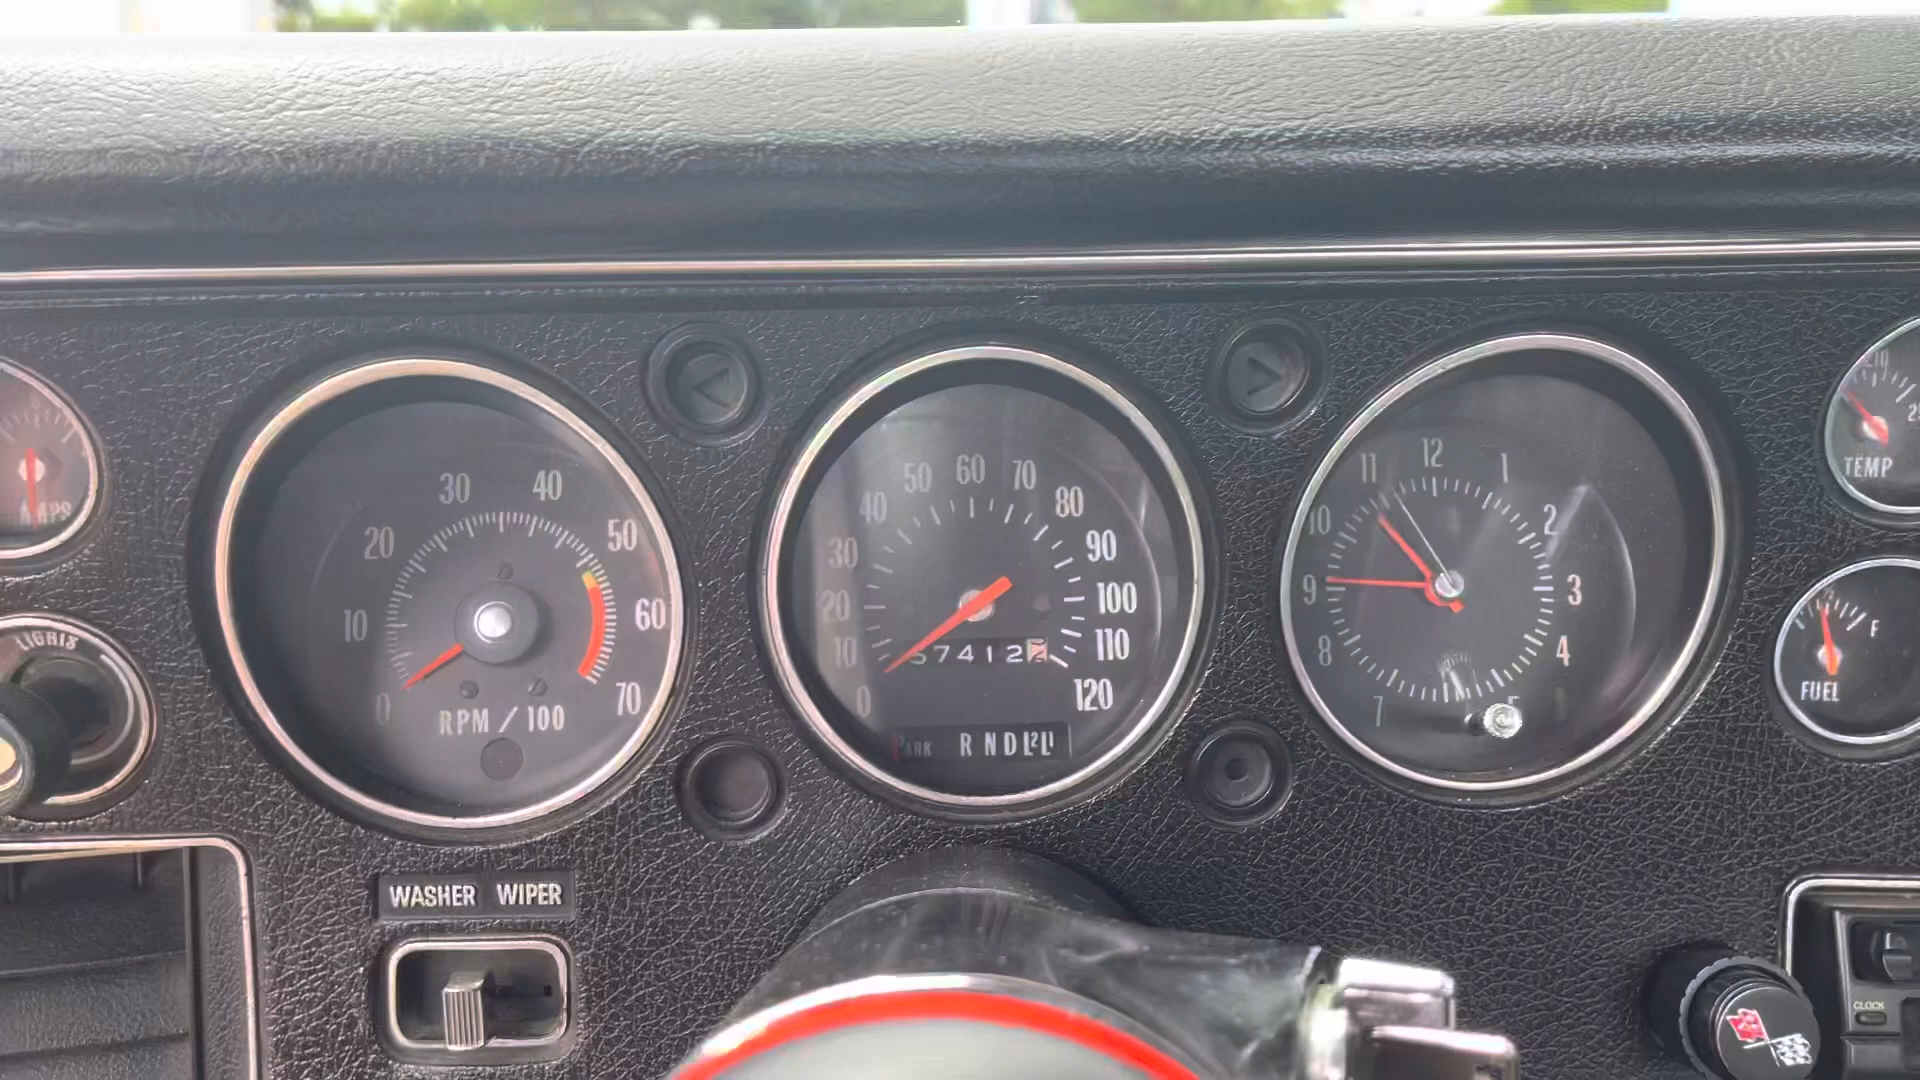 AMPS
LIGHTS
30 40
20 50
10 60
0 70
RPM / 100
60
50 70
40 80
30 90
20 100
10 110
0 120
57412
PARK R N D L2 L1
12
11 1
10 2
9 3
8 4
7 5
TEMP
F
FUEL
WASHER WIPER
CLOCK